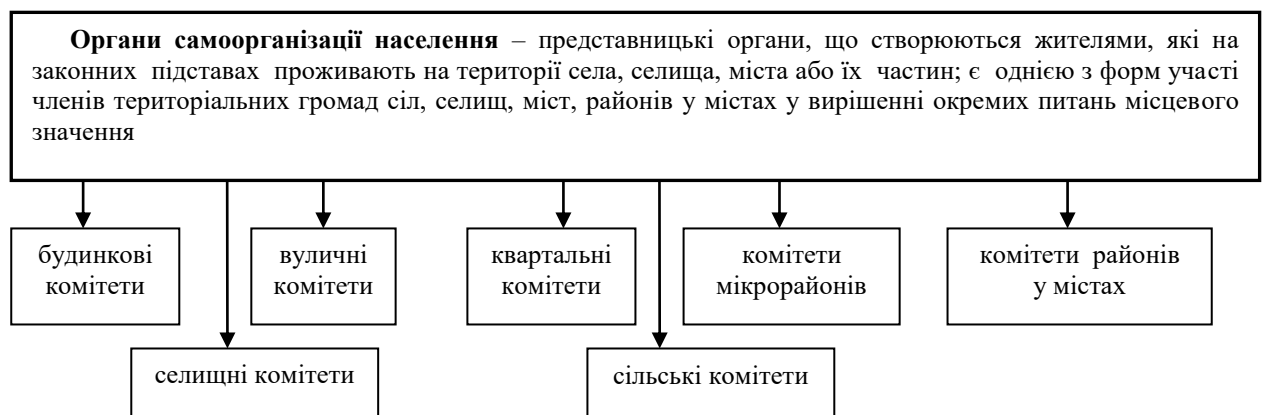 Органи самоорганізації населення – представницькі органи, що створюються жителями, які на
законних підставах проживають на території села, селища, міста або їх частин; є однією з форм участі
членів територіальних громад сіл, селищ, міст, районів у містах у вирішенні окремих питань місцевого
значення
будинкові
комітети
вуличні
комітети
квартальні
комітети
комітети
мікрорайонів
комітети районів
у містах
селищні комітети
сільські комітети